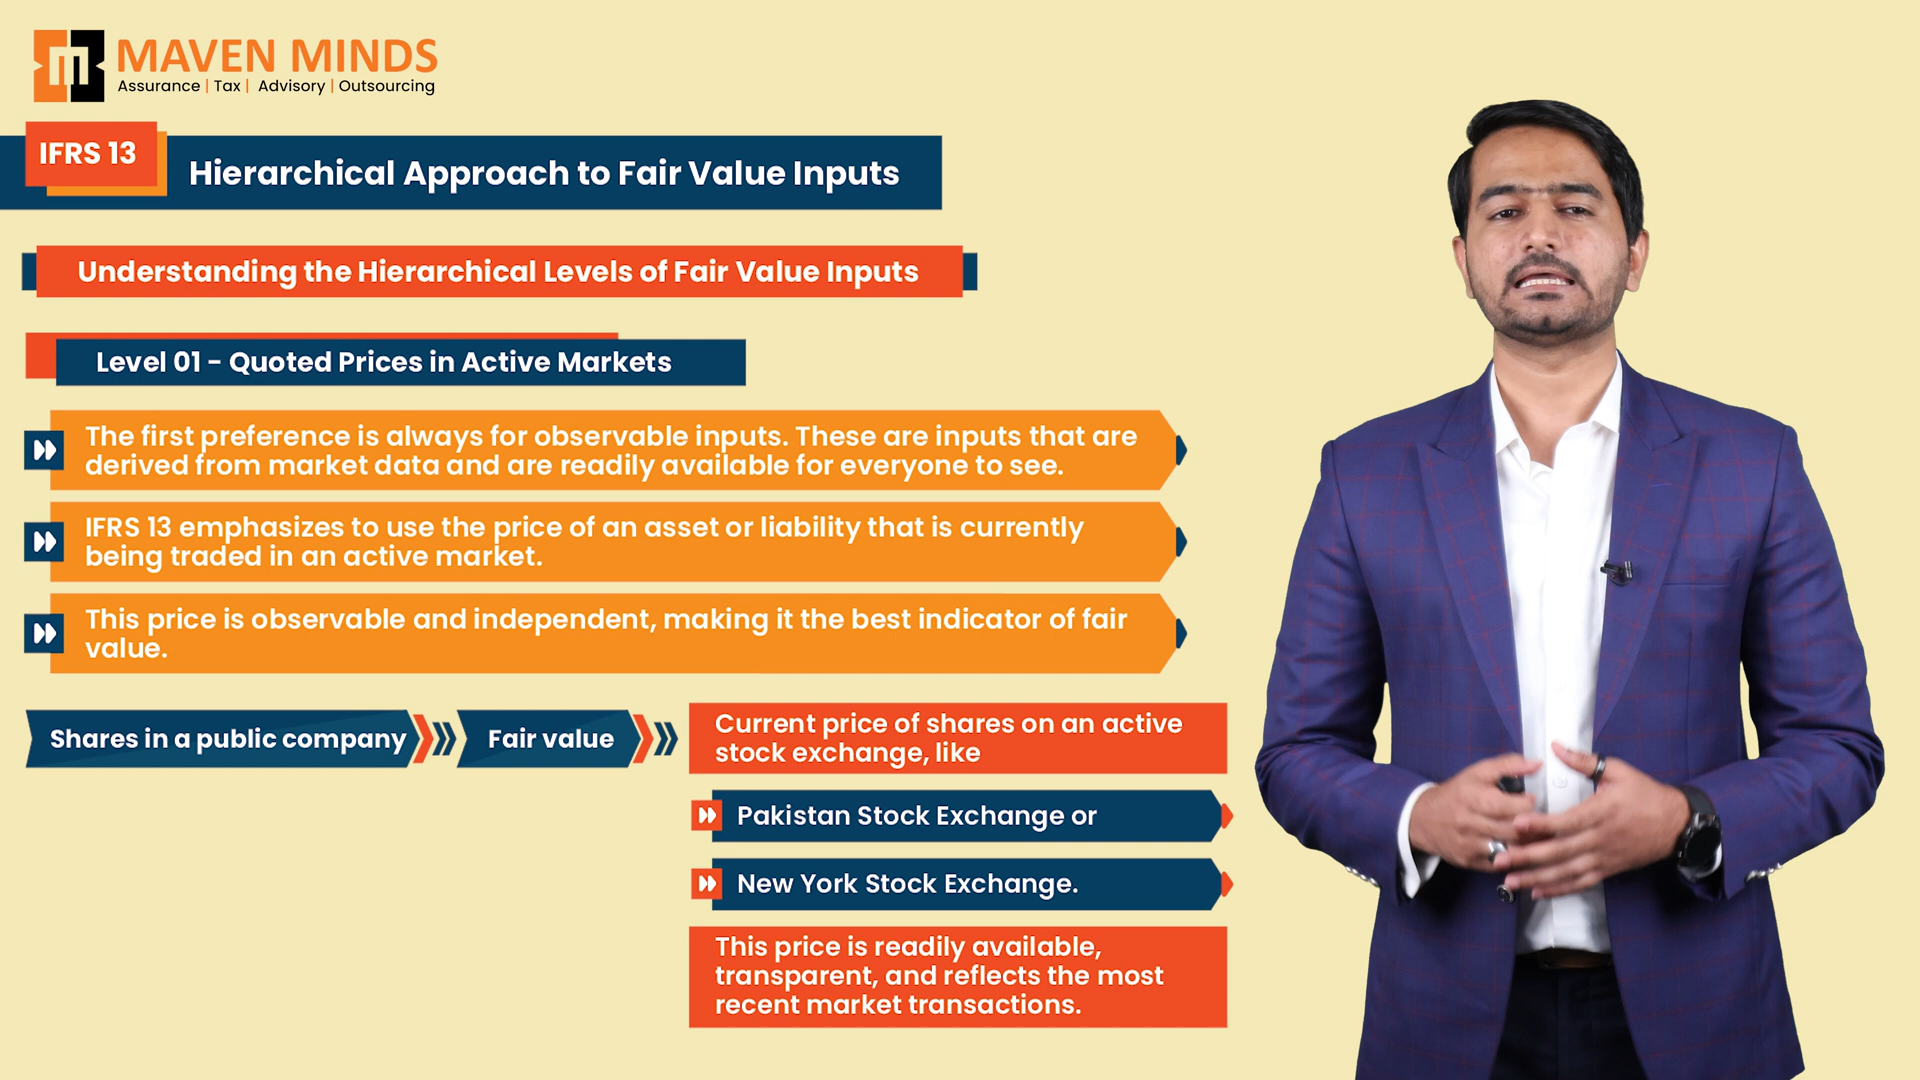 MAVEN MINDS
Assurance | Tax | Advisory | Outsourcing
IFRS 13
Hierarchical Approach to Fair Value Inputs
Understanding the Hierarchical Levels of Fair Value Inputs
Level 01 - Quoted Prices in Active Markets
The first preference is always for observable inputs. These are inputs that are
derived from market data and are readily available for everyone to see.
IFRS 13 emphasizes to use the price of an asset or liability that is currently
being traded in an active market.
This price is observable and independent, making it the best indicator of fair
value.
Shares in a public company
Fair value
Current price of shares on an active
stock exchange, like
Pakistan Stock Exchange or
New York Stock Exchange.
This price is readily available,
transparent, and reflects the most
recent market transactions.